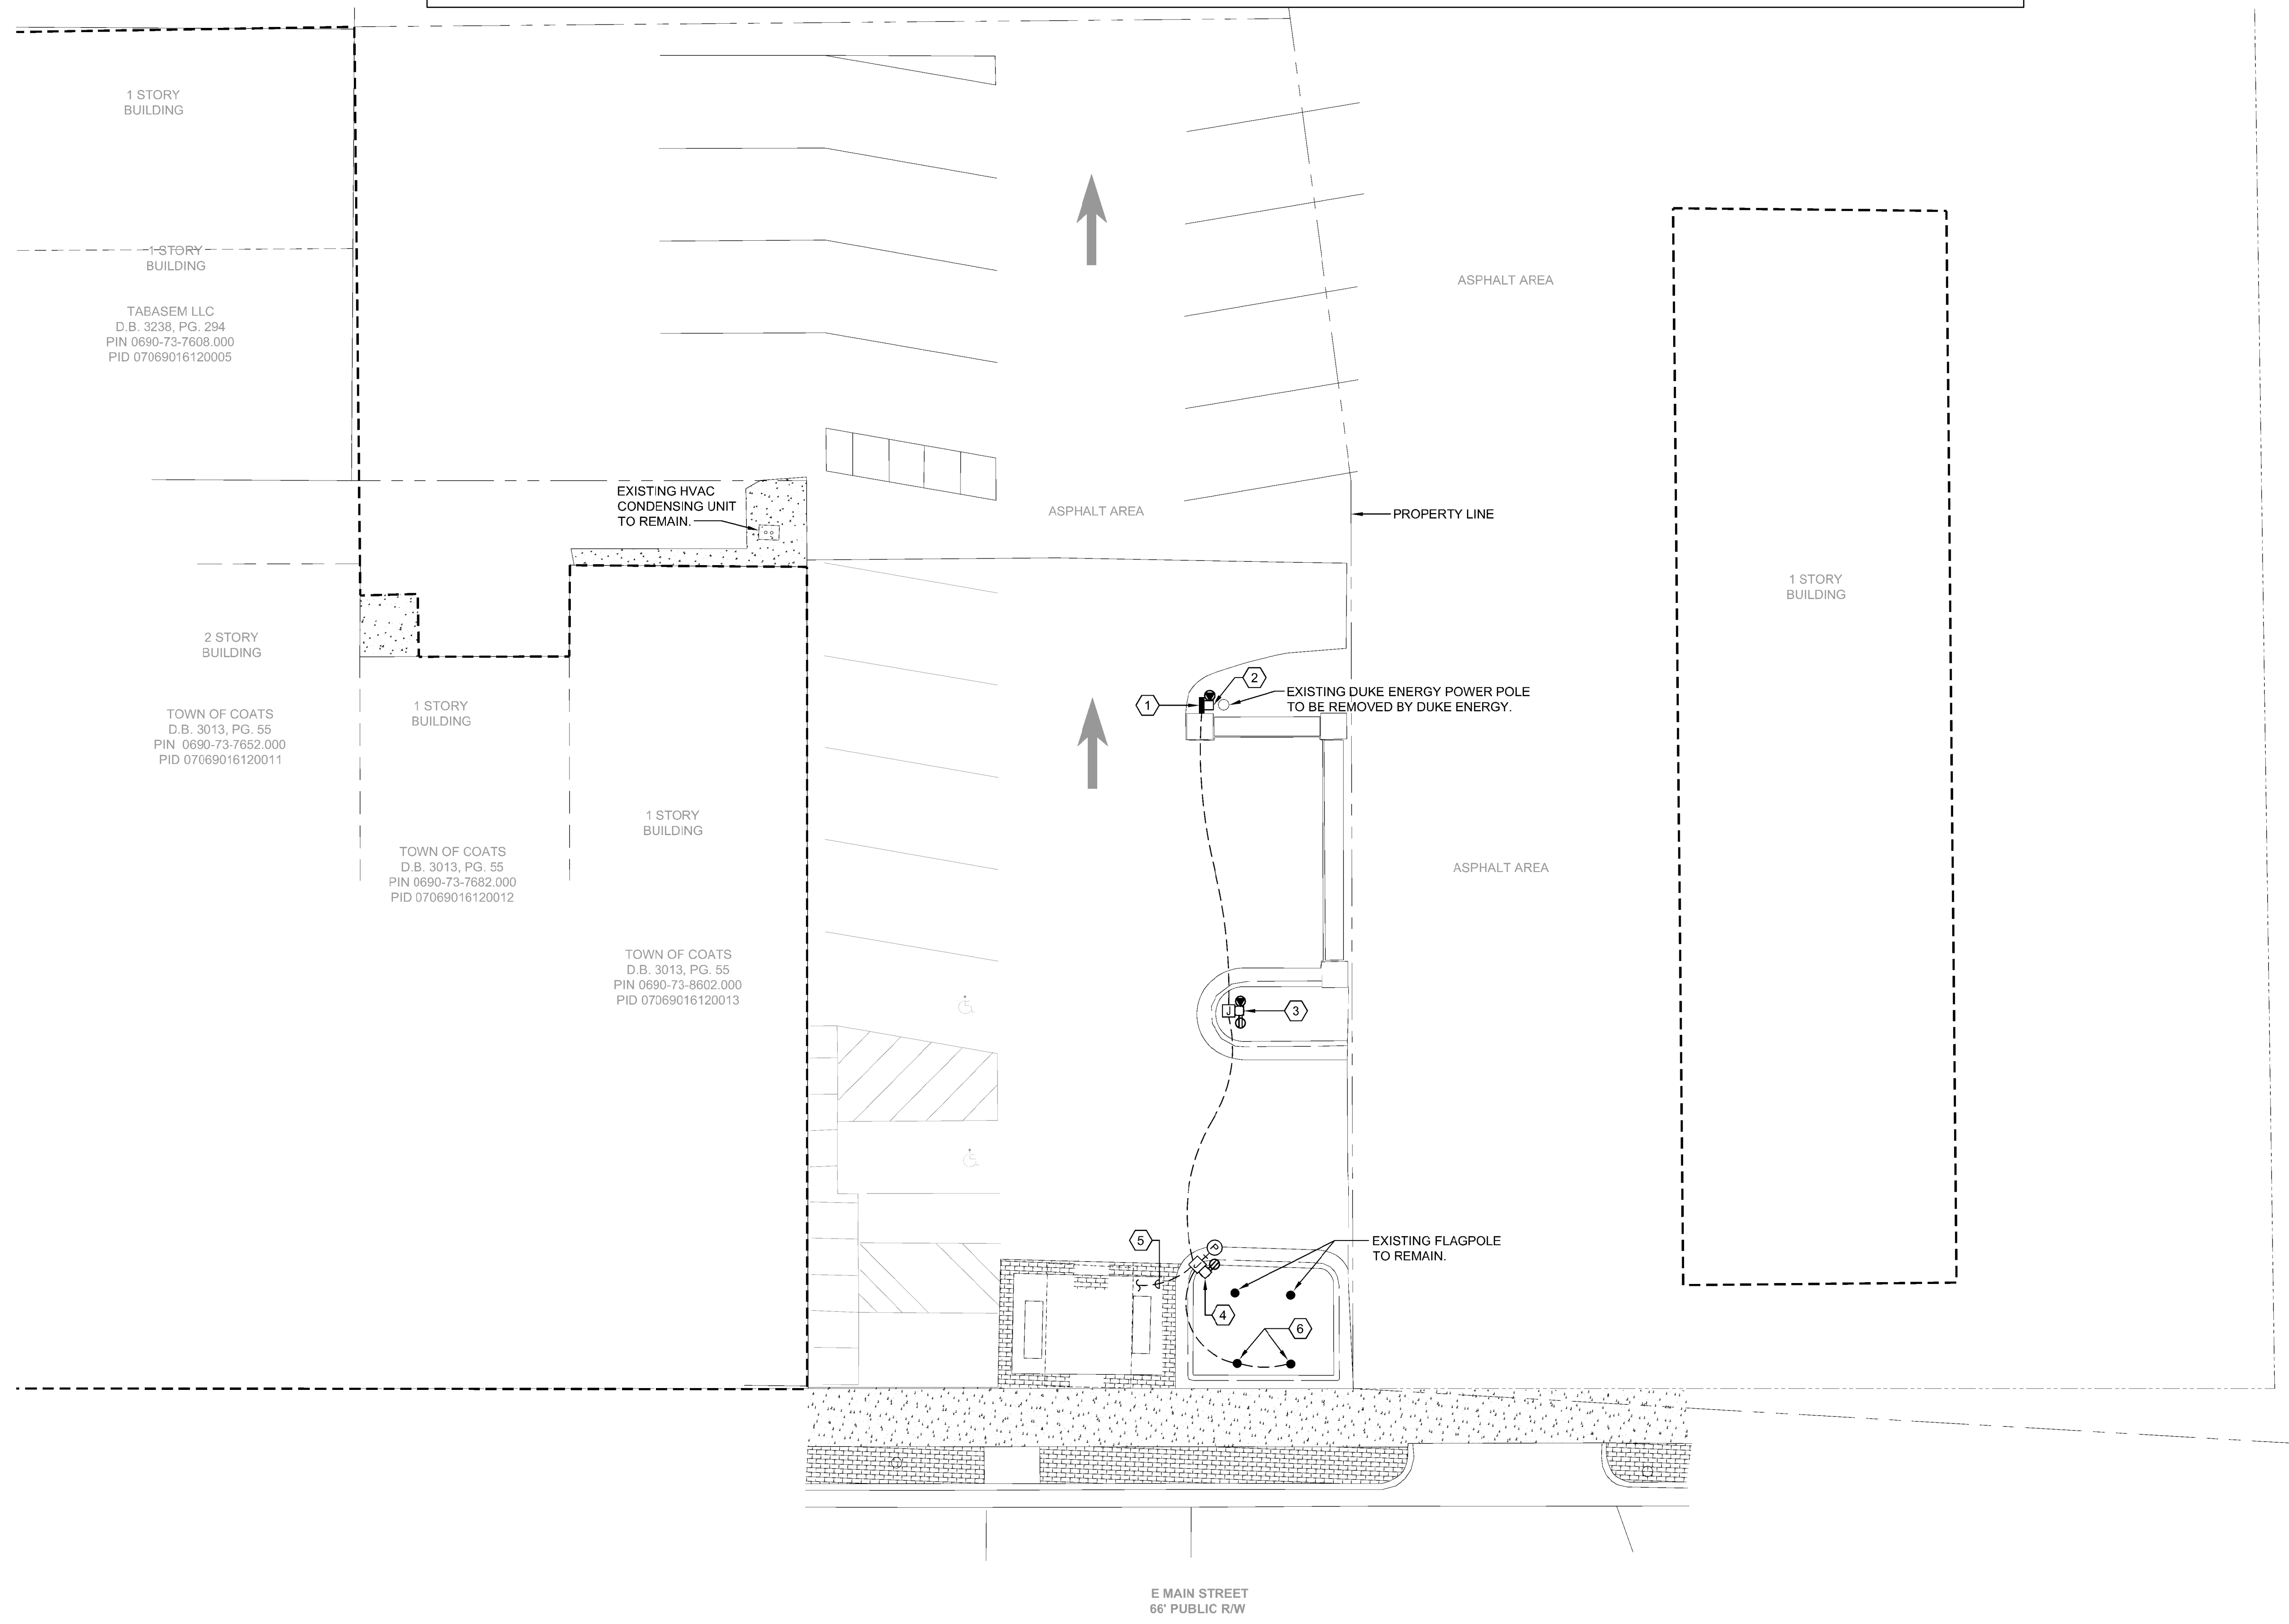 1 STORY
BUILDING
1 STORY
BUILDING
TABASEM LLC
D.B. 3238, PG. 294
PIN 0690-73-7608.000
PID 07069016120005
ASPHALT AREA
EXISTING HVAC
CONDENSING UNIT
TO REMAIN.
ASPHALT AREA
PROPERTY LINE
1 STORY
BUILDING
2 STORY
BUILDING
TOWN OF COATS
D.B. 3013, PG. 55
PIN 0690-73-7652.000
PID 07069016120011
1 STORY
BUILDING
TOWN OF COATS
D.B. 3013, PG. 55
PIN 0690-73-7682.000
PID 07069016120012
1 STORY
BUILDING
TOWN OF COATS
D.B. 3013, PG. 55
PIN 0690-73-8602.000
PID 07069016120013
1
2
EXISTING DUKE ENERGY POWER POLE
TO BE REMOVED BY DUKE ENERGY.
ASPHALT AREA
J
3
5
P
J
EXISTING FLAGPOLE
TO REMAIN.
4
6
E MAIN STREET
66' PUBLIC R/W